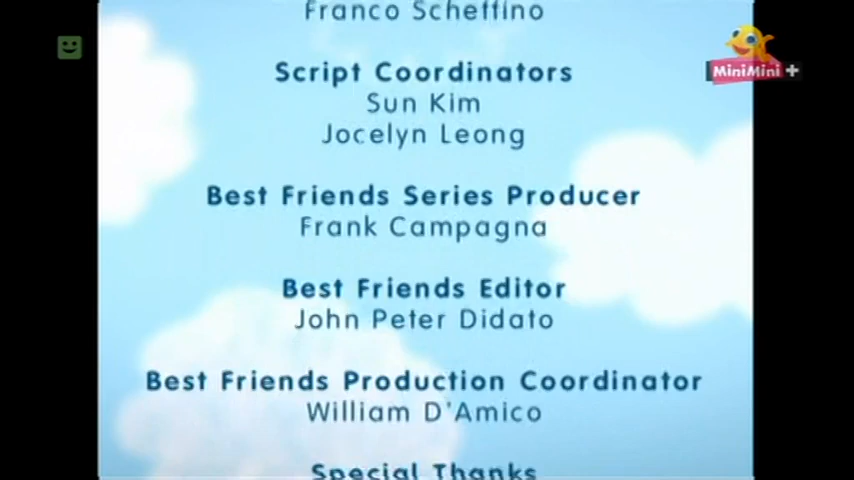 Franco Scheffino
MiniMini+
Script Coordinators
Sun Kim
Jocelyn Leong
Best Friends Series Producer
Frank Campagna
Best Friends Editor
John Peter Didato
Best Friends Production Coordinator
William D'Amico
Special Thanks